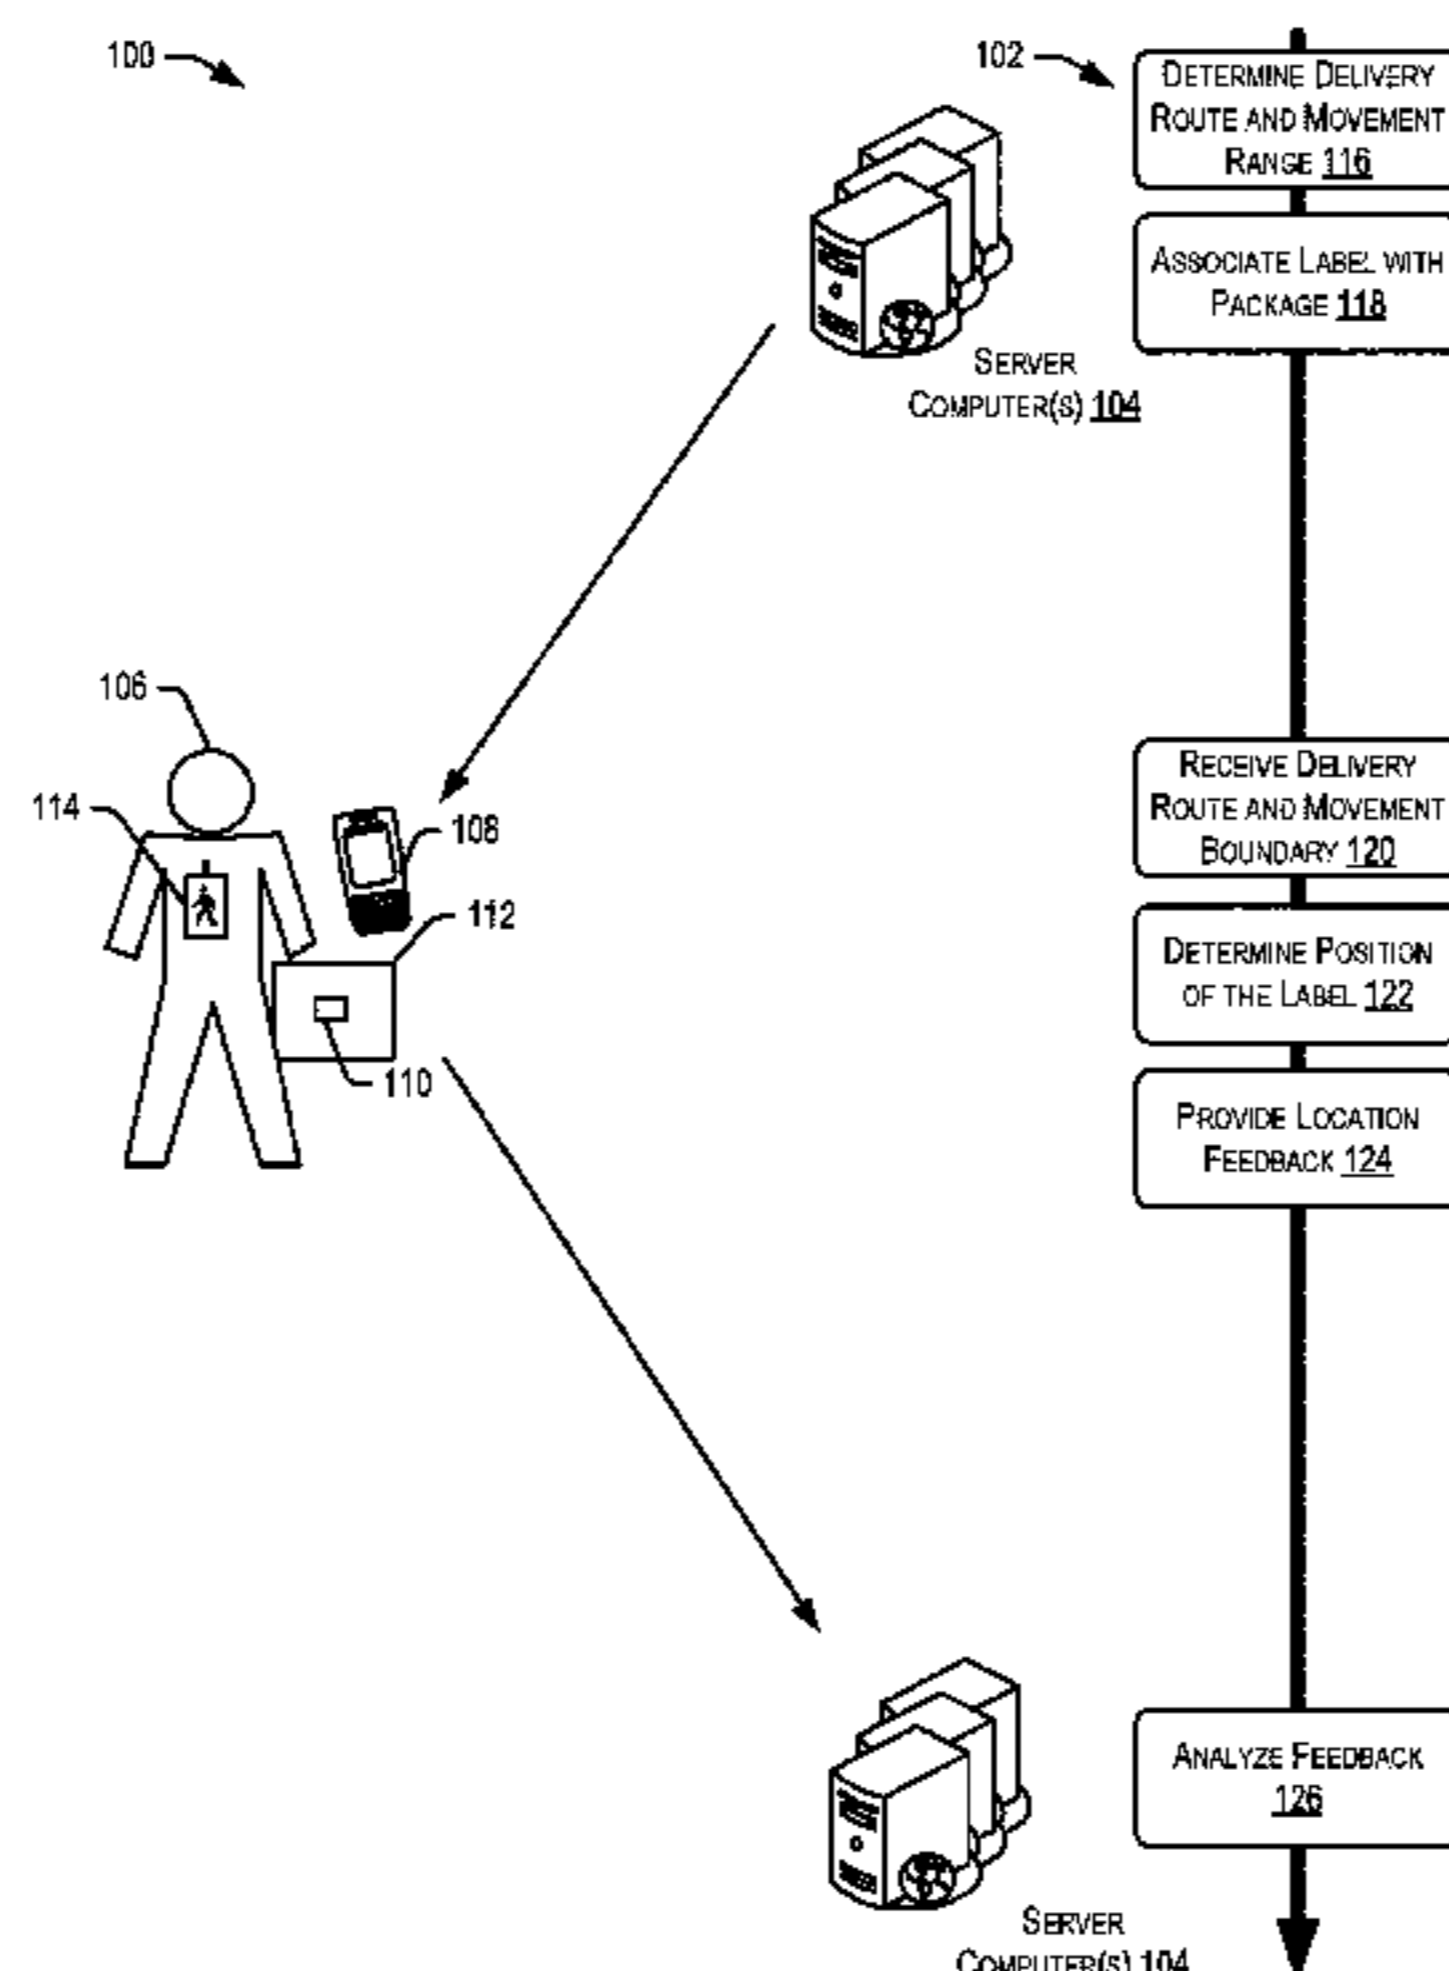 100
102
DETERMINE DELIVERY
ROUTE AND MOVEMENT
RANGE 116
ASSOCIATE LABEL WITH
PACKAGE 118
SERVER
COMPUTER(S) 104
106
114
108
112
110
RECEIVE DELIVERY
ROUTE AND MOVEMENT
BOUNDARY 120
DETERMINE POSITION
OF THE LABEL 122
PROVIDE LOCATION
FEEDBACK 124
ANALYZE FEEDBACK
126
SERVER
COMPUTER(S) 104